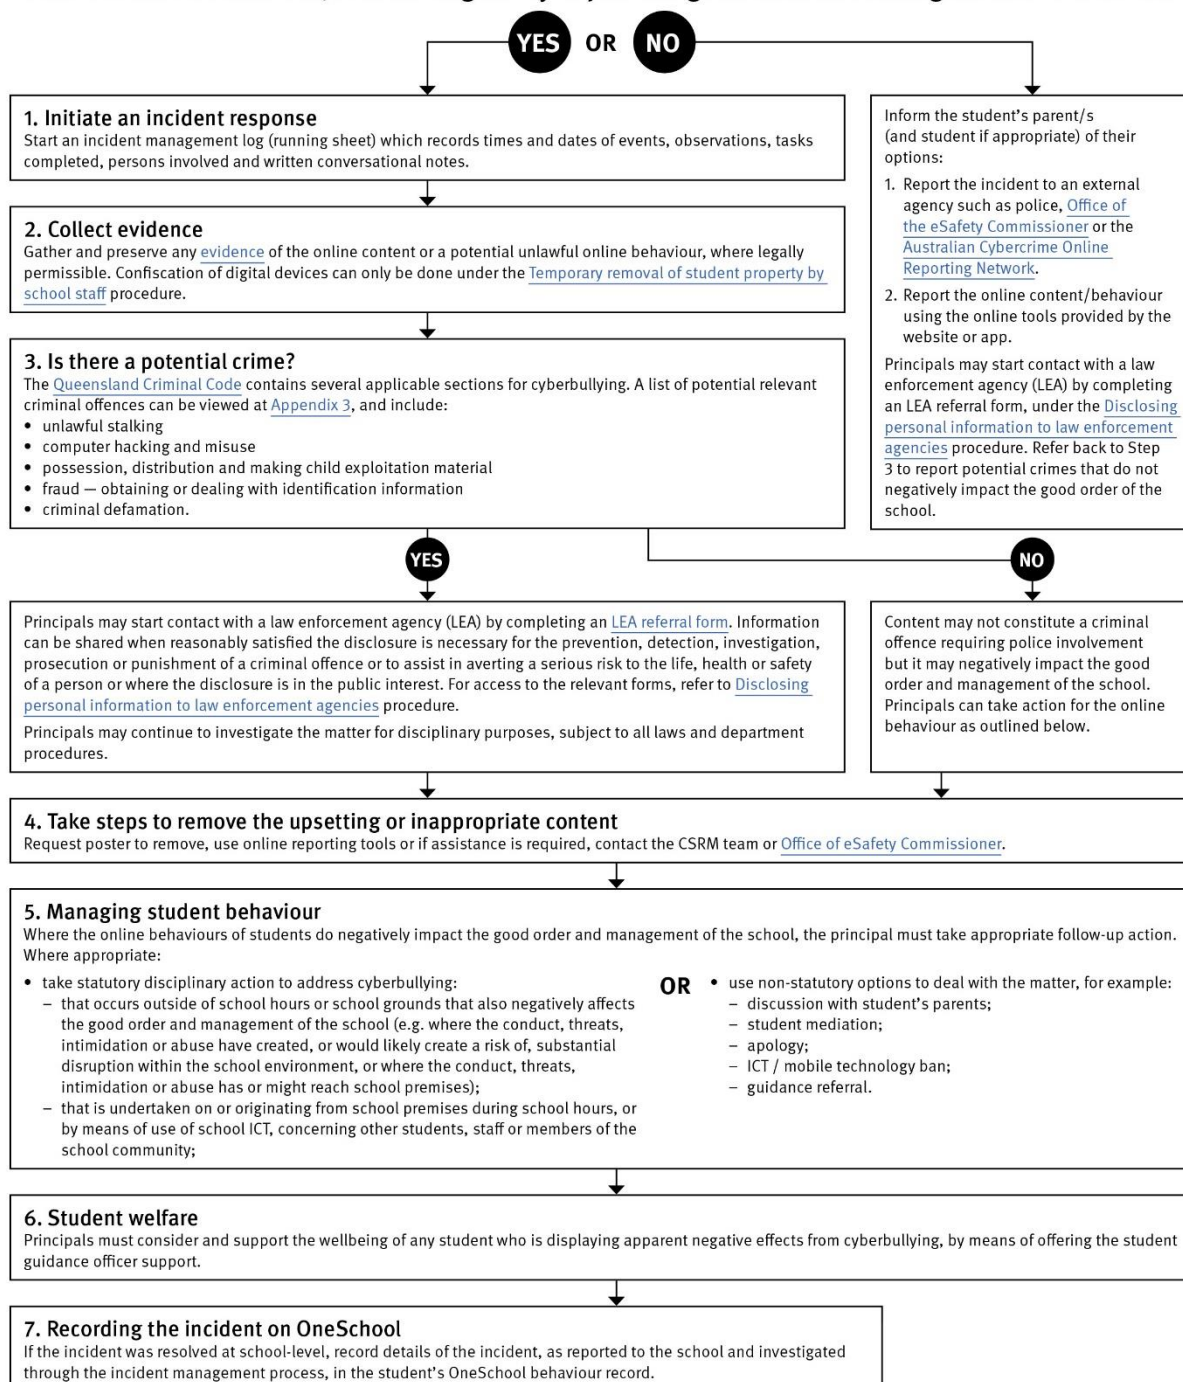 YES OR NO
1. Initiate an incident response
Start an incident management log (running sheet) which records times and dates of events, observations, tasks
completed, persons involved and written conversational notes.
2. Collect evidence
Gather and preserve any evidence of the online content or a potential unlawful online behaviour, where legally
permissible. Confiscation of digital devices can only be done under the Temporary removal of student property by
school staff procedure.
3. Is there a potential crime?
The Queensland Criminal Code contains several applicable sections for cyberbullying. A list of potential relevant
criminal offences can be viewed at Appendix 3, and include:
• unlawful stalking
• computer hacking and misuse
• possession, distribution and making child exploitation material
• fraud — obtaining or dealing with identification information
• criminal defamation.
Inform the student's parent/s
(and student if appropriate) of their
options:
1. Report the incident to an external
agency such as police, Office of
the eSafety Commissioner or the
Australian Cybercrime Online
Reporting Network.
2. Report the online content/behaviour
using the online tools provided by the
website or app.
Principals may start contact with a law
enforcement agency (LEA) by completing
an LEA referral form, under the Disclosing
personal information to law enforcement
agencies procedure. Refer back to Step
3 to report potential crimes that do not
negatively impact the good order of the
school.
YES
NO
Principals may start contact with a law enforcement agency (LEA) by completing an LEA referral form. Information
can be shared when reasonably satisfied the disclosure is necessary for the prevention, detection, investigation,
prosecution or punishment of a criminal offence or to assist in averting a serious risk to the life, health or safety
of a person or where the disclosure is in the public interest. For access to the relevant forms, refer to Disclosing
personal information to law enforcement agencies procedure.
Principals may continue to investigate the matter for disciplinary purposes, subject to all laws and department
procedures.
Content may not constitute a criminal
offence requiring police involvement
but it may negatively impact the good
order and management of the school.
Principals can take action for the online
behaviour as outlined below.
4. Take steps to remove the upsetting or inappropriate content
Request poster to remove, use online reporting tools or if assistance is required, contact the CSRM team or Office of eSafety Commissioner.
5. Managing student behaviour
Where the online behaviours of students do negatively impact the good order and management of the school, the principal must take appropriate follow-up action.
Where appropriate:
• take statutory disciplinary action to address cyberbullying:
– that occurs outside of school hours or school grounds that also negatively affects
the good order and management of the school (e.g. where the conduct, threats,
intimidation or abuse have created, or would likely create a risk of, substantial
disruption within the school environment, or where the conduct, threats,
intimidation or abuse has or might reach school premises);
– that is undertaken on or originating from school premises during school hours, or
by means of use of school ICT, concerning other students, staff or members of the
school community;
OR
• use non-statutory options to deal with the matter, for example:
– discussion with student's parents;
– student mediation;
– apology;
– ICT / mobile technology ban;
– guidance referral.
6. Student welfare
Principals must consider and support the wellbeing of any student who is displaying apparent negative effects from cyberbullying, by means of offering the student
guidance officer support.
7. Recording the incident on OneSchool
If the incident was resolved at school-level, record details of the incident, as reported to the school and investigated
through the incident management process, in the student's OneSchool behaviour record.